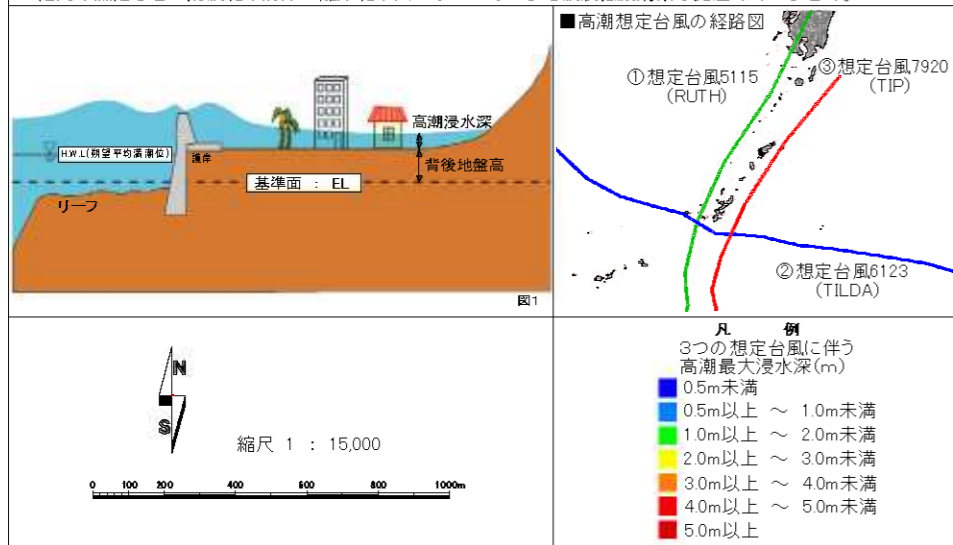 ■高潮想定台風の経路図
①想定台風5115
(RUTH)
③想定台風7920
(TIP)
②想定台風6123
(TILDA)
高潮浸水深
H.W.L(朔望平均満潮位)
護岸
背後地盤高
基準面 : EL
リーフ
図1
N
S
縮尺 1 : 15,000
0 100 200 400 600 800 1000m
凡 例
3つの想定台風に伴う
高潮最大浸水深(m)
0.5m未満
0.5m以上 ~ 1.0m未満
1.0m以上 ~ 2.0m未満
2.0m以上 ~ 3.0m未満
3.0m以上 ~ 4.0m未満
4.0m以上 ~ 5.0m未満
5.0m以上